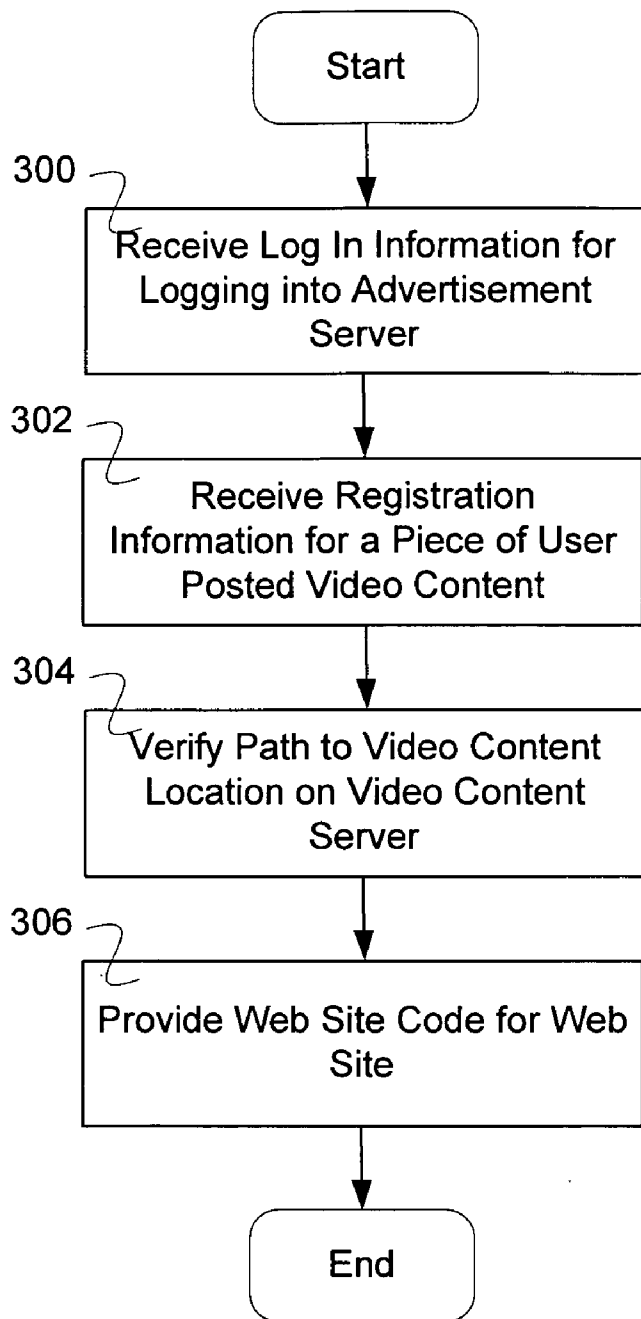 Start
300
Receive Log In Information for
Logging into Advertisement
Server
302
Receive Registration
Information for a Piece of User
Posted Video Content
304
Verify Path to Video Content
Location on Video Content
Server
306
Provide Web Site Code for Web
Site
End